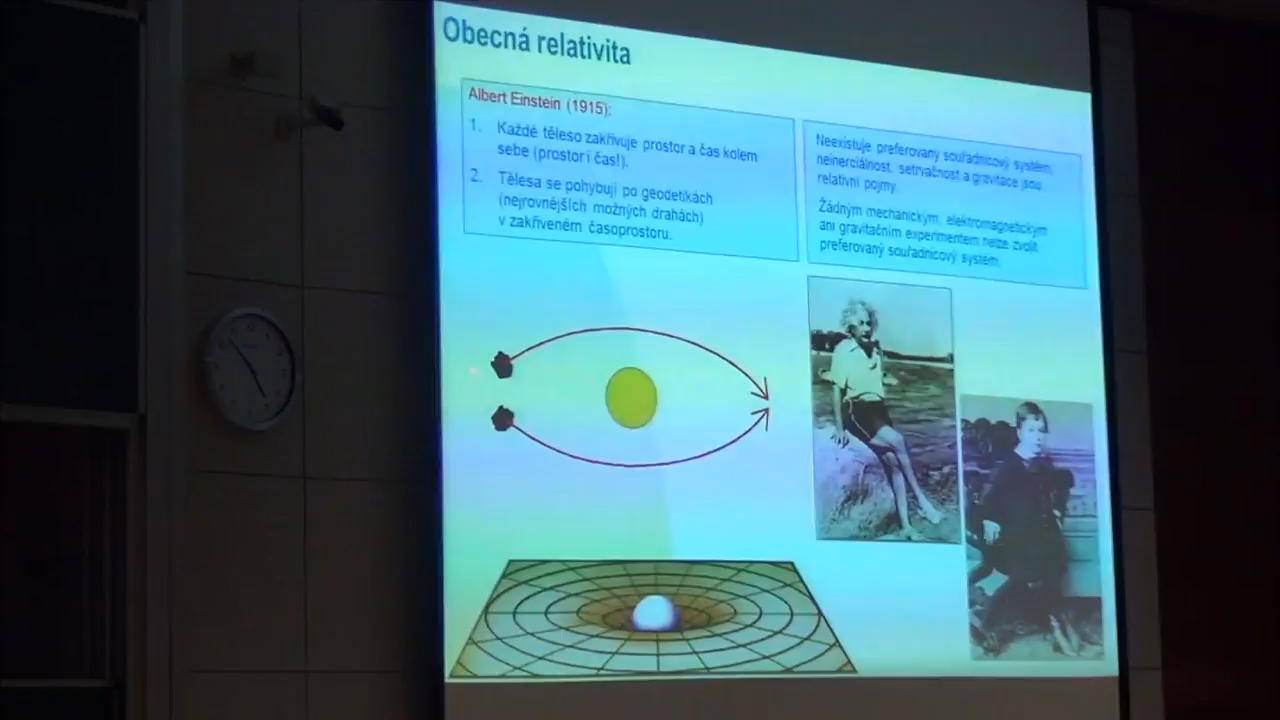 Obecná relativita
Albert Einstein (1915):
1. Každé těleso zakřivuje prostor a čas kolem
sebe (prostor i čas!).
2. Tělesa se pohybují po geodetikách
(nejrovnějších možných drahách)
v zakřiveném časoprostoru.
Neexistuje preferovaný souřadnicový systém,
neinerciálnost, setrvačnost a gravitace jsou
relativní pojmy.
Žádným mechanickým, elektromagnetickým
ani gravitačním experimentem nelze zvolit
preferovaný souřadnicový systém.